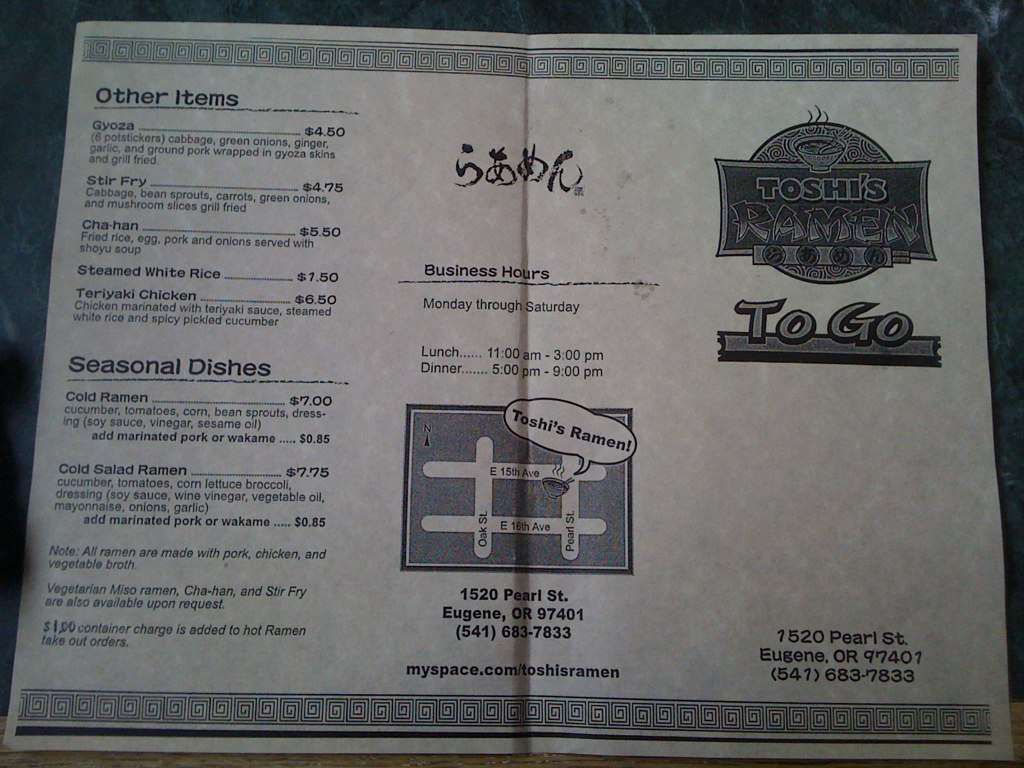 Other Items
Gyoza ........ $4.50
(6 potstickers) cabbage, green onions, ginger,
garlic, and ground pork wrapped in gyoza skins
and grill fried.
Stir Fry ........ $4.75
Cabbage, bean sprouts, carrots, green onions,
and mushroom slices grill fried
Cha-han ........ $5.50
Fried rice, egg, pork and onions served with
shoyu soup
Steamed White Rice ........ $1.50
Teriyaki Chicken ........ $6.50
Chicken marinated with teriyaki sauce, steamed
white rice and spicy pickled cucumber
Seasonal Dishes
Cold Ramen ........ $7.00
cucumber, tomatoes, corn, bean sprouts, dress-
ing (soy sauce, vinegar, sesame oil)
add marinated pork or wakame ..... $0.85
Cold Salad Ramen ........ $7.75
cucumber, tomatoes, corn lettuce broccoli,
dressing (soy sauce, wine vinegar, vegetable oil,
mayonnaise, onions, garlic)
add marinated pork or wakame ..... $0.85
Note: All ramen are made with pork, chicken, and
vegetable broth.
Vegetarian Miso ramen, Cha-han, and Stir Fry
are also available upon request.
$1.00 container charge is added to hot Ramen
take out orders.
らあめん
Business Hours
Monday through Saturday
Lunch...... 11:00 am - 3:00 pm
Dinner....... 5:00 pm - 9:00 pm
Toshi's Ramen!
N
E 15th Ave
E 16th Ave
Oak St.
Pearl St.
1520 Pearl St.
Eugene, OR 97401
(541) 683-7833
myspace.com/toshisramen
TOSHI'S
RAMEN
らあめん
To Go
1520 Pearl St.
Eugene, OR 97401
(541) 683-7833